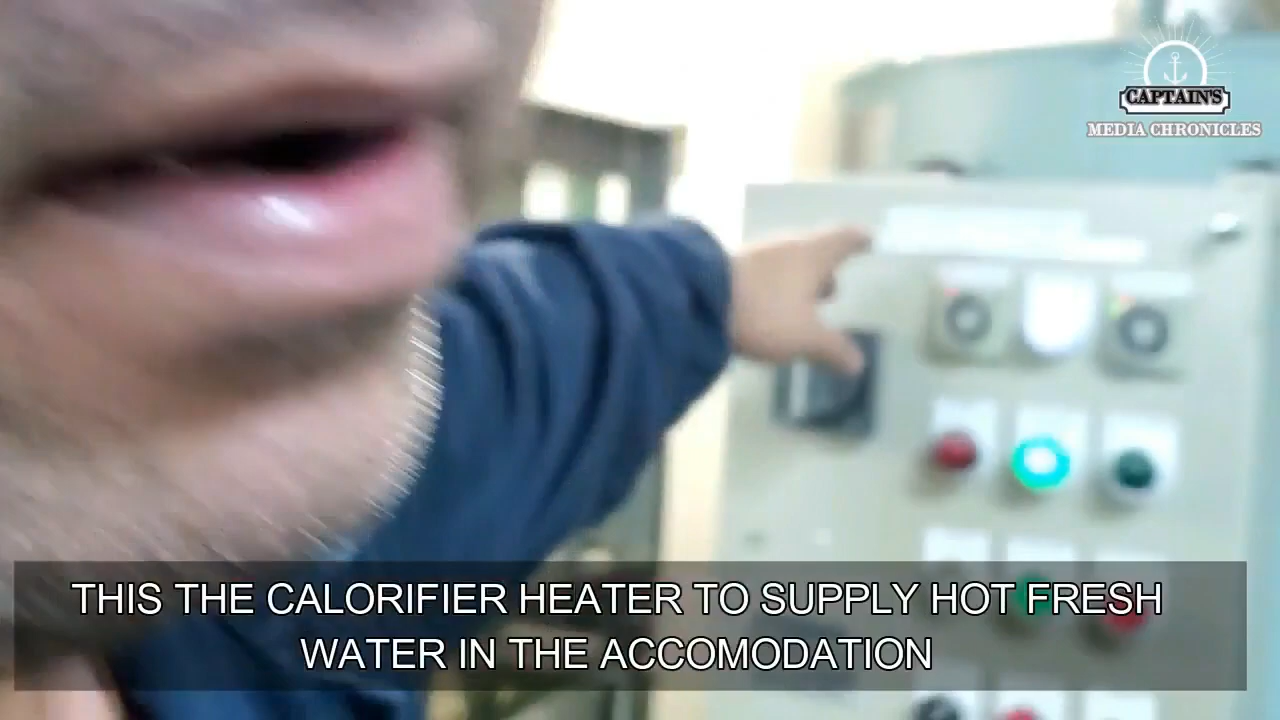 CAPTAIN'S
MEDIA CHRONICLES
THIS THE CALORIFIER HEATER TO SUPPLY HOT FRESH
WATER IN THE ACCOMODATION